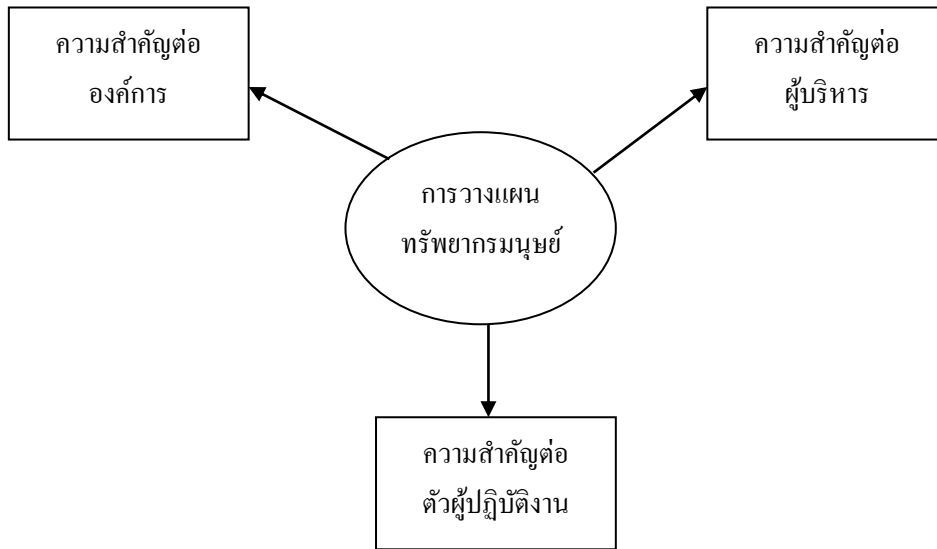 ความสำคัญต่อ
องค์การ
ความสำคัญต่อ
ผู้บริหาร
การวางแผน
ทรัพยากรมนุษย์
ความสำคัญต่อ
ตัวผู้ปฏิบัติงาน